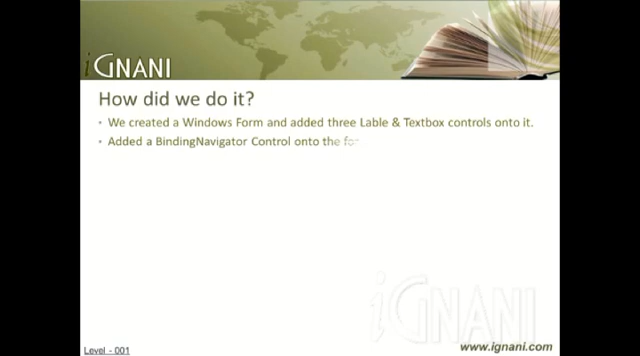 iGNANI
How did we do it?
• We created a Windows Form and added three Lable & Textbox controls onto it.
• Added a BindingNavigator Control onto the
iGNANI
Level - 001
www.ignani.com